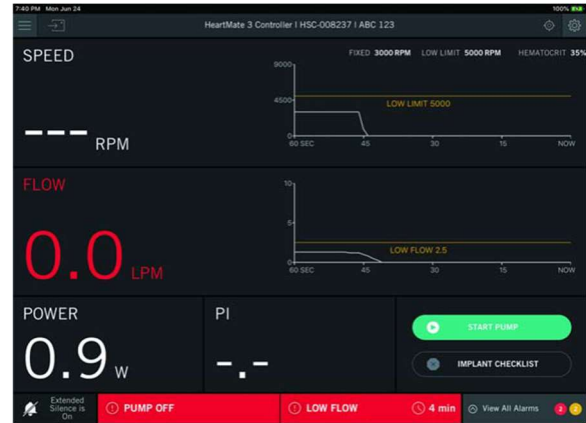 7:40 PM Mon Jun 24 100%
HeartMate 3 Controller I HSC-008237 I ABC 123
SPEED
FIXED 3000 RPM LOW LIMIT 5000 RPM HEMATOCRIT 35%
9000
4500
LOW LIMIT 5000
0
--- RPM
60 SEC 45 30 15 NOW
FLOW
10
5
LOW FLOW 2.5
0
0.0 LPM
60 SEC 45 30 15 NOW
POWER
0.9 W
PI
-.-
START PUMP
IMPLANT CHECKLIST
Extended
Silence is
On
PUMP OFF
LOW FLOW
4 min
View All Alarms
2 2